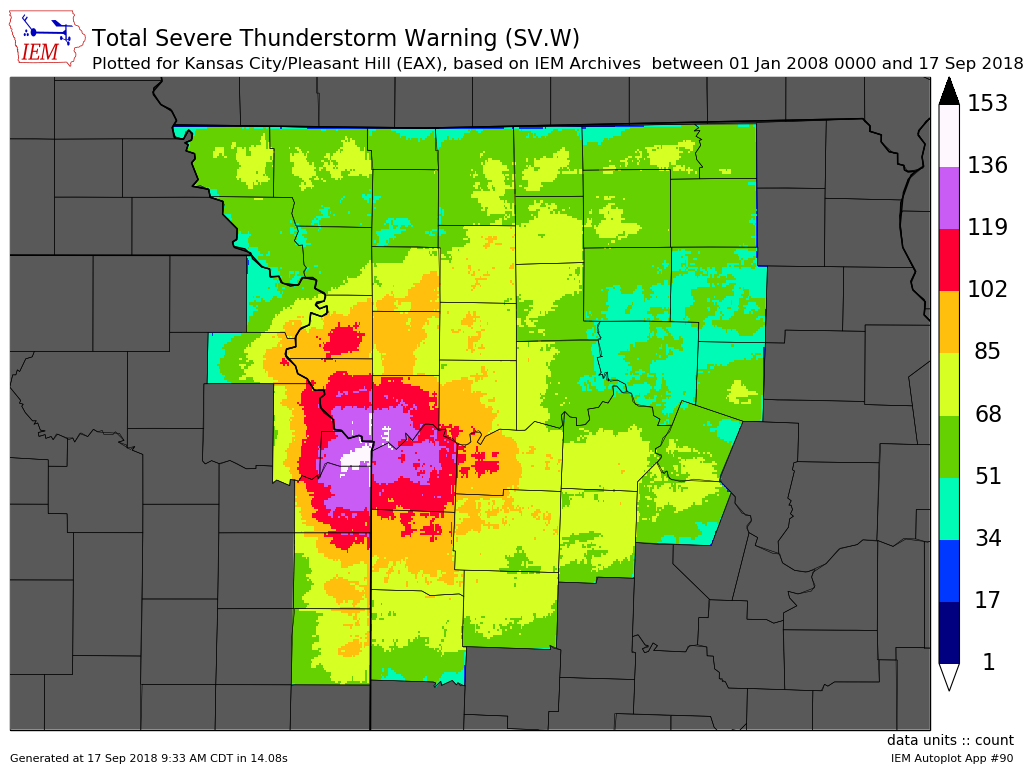 IEM
Total Severe Thunderstorm Warning (SV.W)
Plotted for Kansas City/Pleasant Hill (EAX), based on IEM Archives  between 01 Jan 2008 0000 and 17 Sep 2018
153
136
119
102
85
68
51
34
17
1
data units :: count
Generated at 17 Sep 2018 9:33 AM CDT in 14.08s
IEM Autoplot App #90